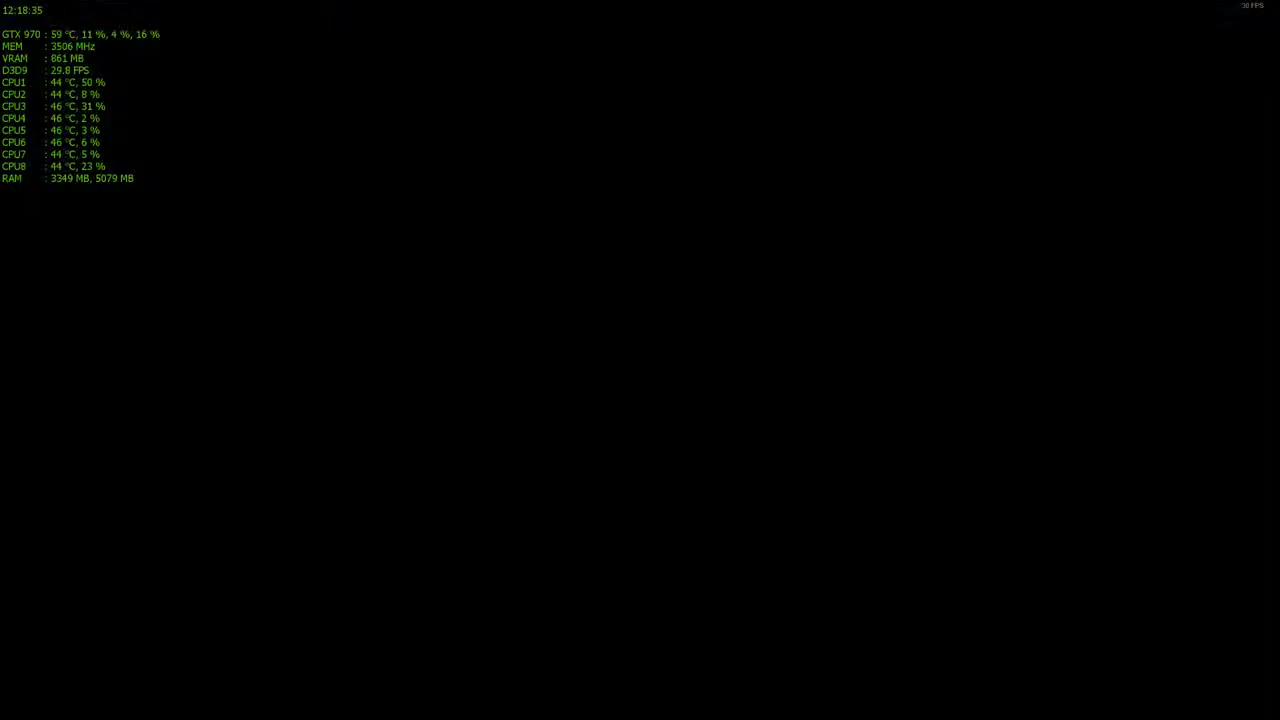 12:18:35
30 FPS
GTX 970 : 59 °C, 11 %, 4 %, 16 %
MEM : 3506 MHz
VRAM : 861 MB
D3D9 : 29.8 FPS
CPU1 : 44 °C, 50 %
CPU2 : 44 °C, 8 %
CPU3 : 46 °C, 31 %
CPU4 : 46 °C, 2 %
CPU5 : 46 °C, 3 %
CPU6 : 46 °C, 6 %
CPU7 : 44 °C, 5 %
CPU8 : 44 °C, 23 %
RAM : 3349 MB, 5079 MB